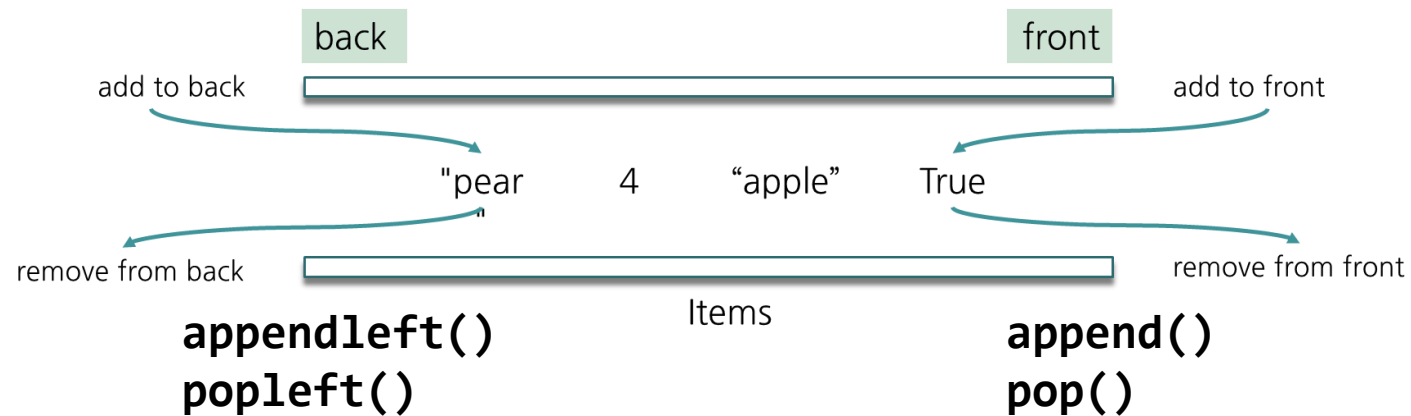 back front
add to back add to front
"pear 4 “apple” True
"
remove from back remove from front
Items
appendleft() append()
popleft() pop()